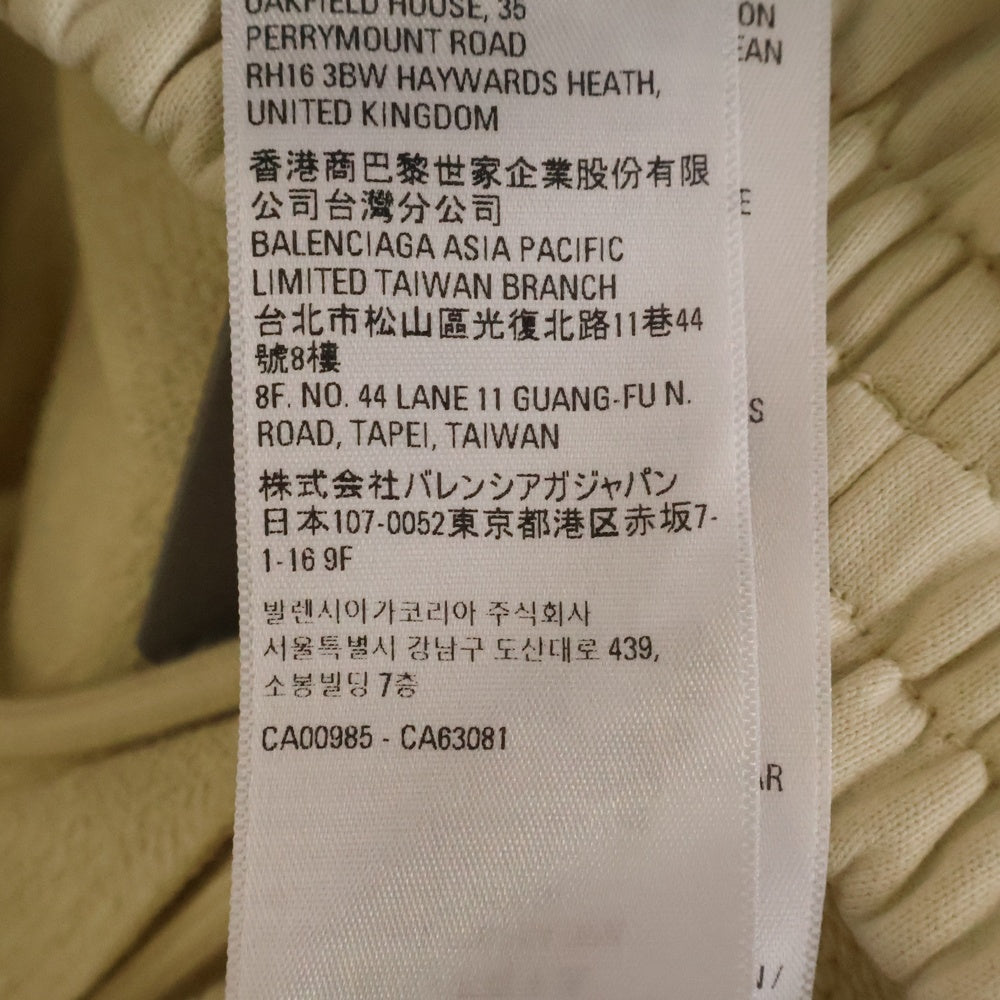 OAKFIELD HOUSE, 35
PERRYMOUNT ROAD
RH16 3BW HAYWARDS HEATH,
UNITED KINGDOM
香港商巴黎世家企業股份有限
公司台灣分公司
BALENCIAGA ASIA PACIFIC
LIMITED TAIWAN BRANCH
台北市松山區光復北路11巷44
號8樓
8F. NO. 44 LANE 11 GUANG-FU N.
ROAD, TAPEI, TAIWAN
株式会社バレンシアガジャパン
日本107-0052東京都港区赤坂7-
1-16 9F
발렌시아가코리아 주식회사
서울특별시 강남구 도산대로 439,
소봉빌딩 7층
CA00985 - CA63081